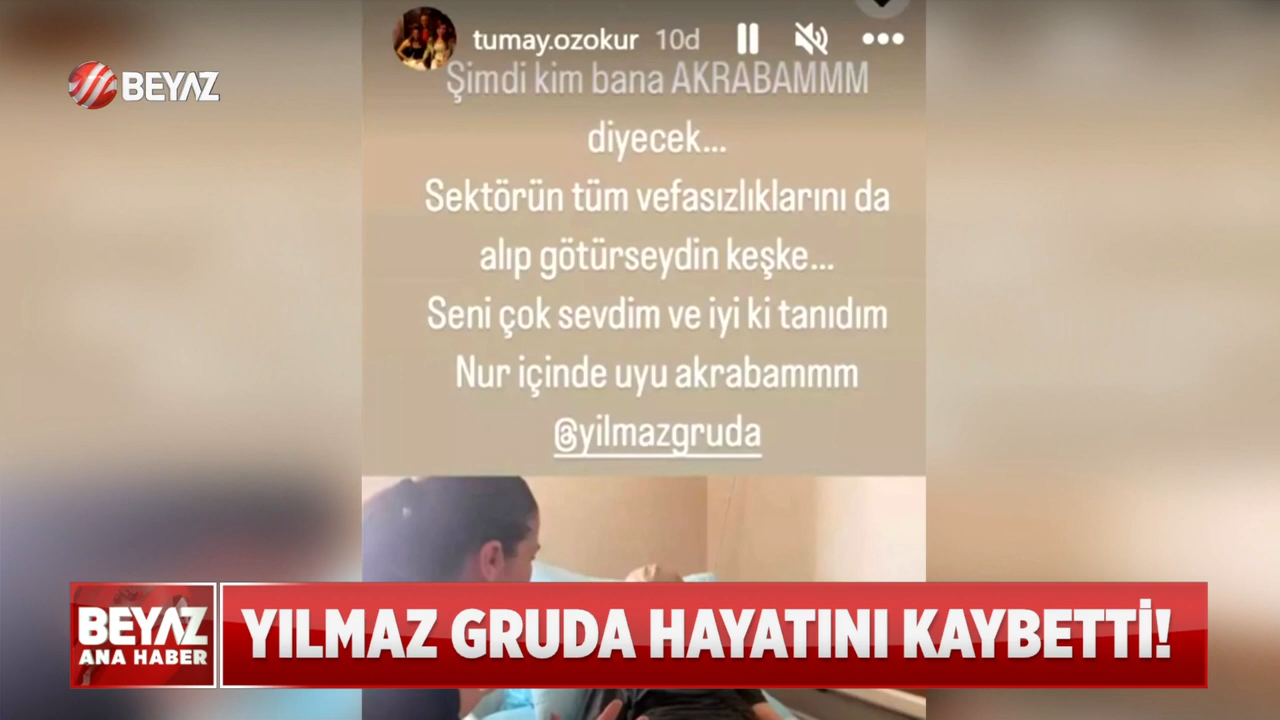 BEYAZ
tumay.ozokur 10d
Şimdi kim bana AKRABAMMM
diyecek...
Sektörün tüm vefasızlıklarını da
alıp götürseydin keşke...
Seni çok sevdim ve iyi ki tanıdım
Nur içinde uyu akrabammm
@yilmazgruda
BEYAZ
ANA HABER
YILMAZ GRUDA HAYATINI KAYBETTİ!